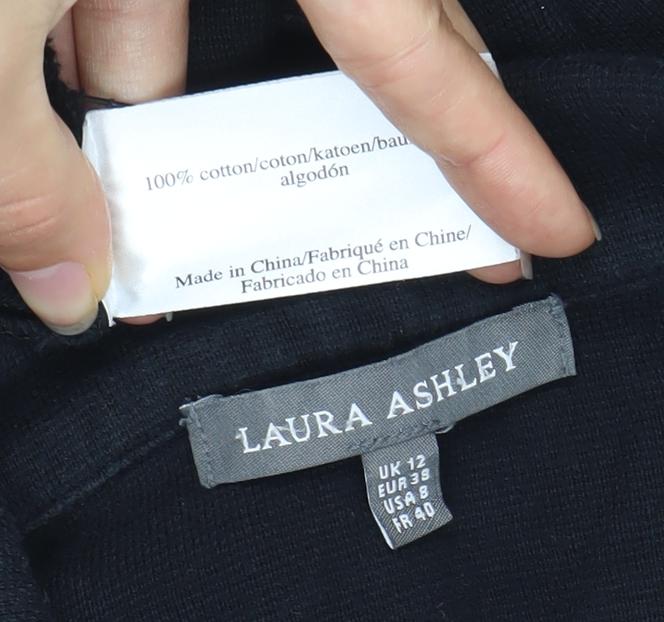 100% cotton/coton/katoen/bau
algodón
Made in China/Fabriqué en Chine/
Fabricado en China
LAURA ASHLEY
UK 12
EUR 38
USA 8
FR 40